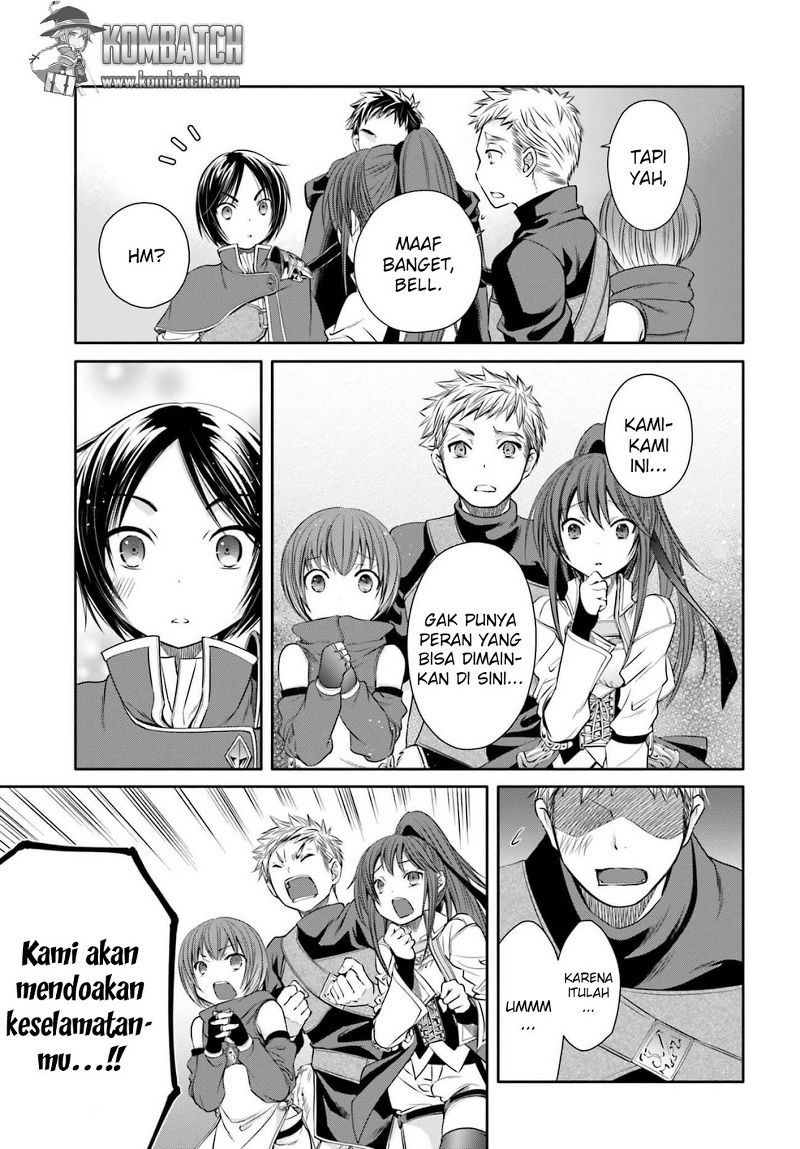 KOMBATCH
www.kombatch.com
TAPI
YAH,
MAAF
BANGET,
BELL.
HM?
KAMI-
KAMI
INI...
GAK PUNYA
PERAN YANG
BISA DIMAIN-
KAN DI SINI...
KARENA
ITULAH
...
UMMM
...
Kami akan
mendoakan
keselamatan-
mu...!!